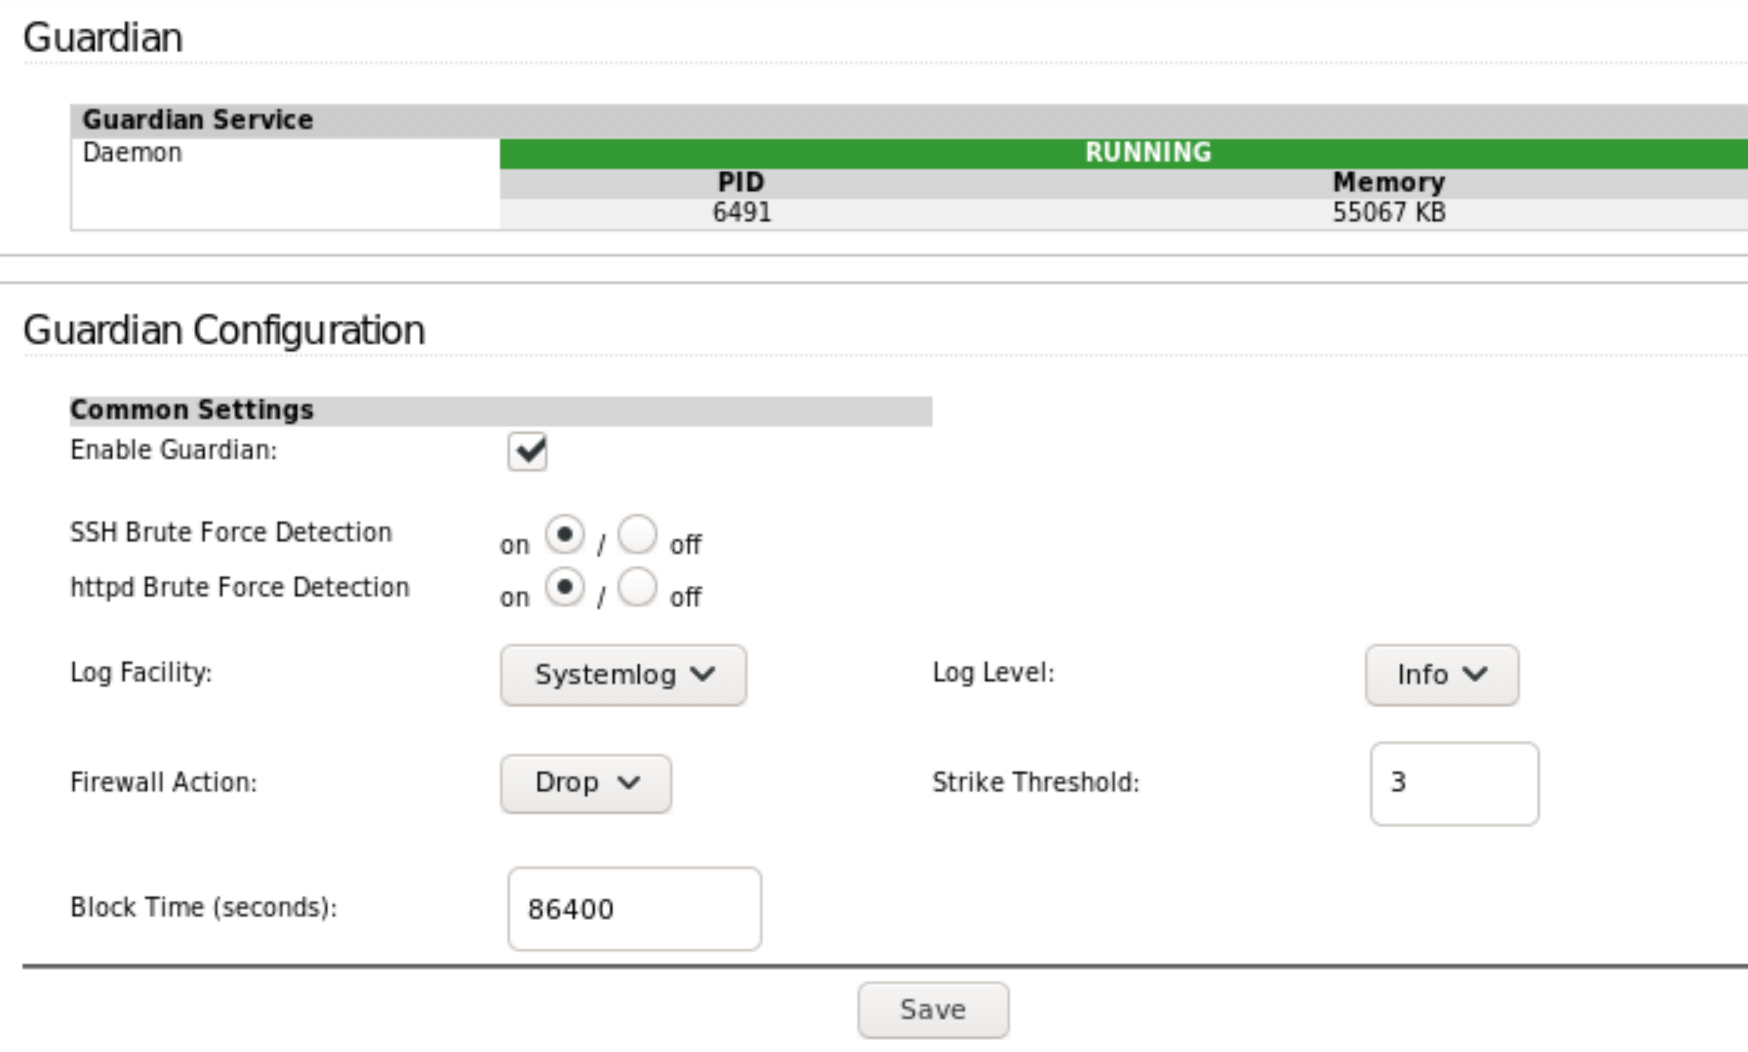 Guardian
Guardian Service
Daemon RUNNING
PID Memory
6491 55067 KB
Guardian Configuration
Common Settings
Enable Guardian:
SSH Brute Force Detection on / off
httpd Brute Force Detection on / off
Log Facility: Systemlog Log Level: Info
Firewall Action: Drop Strike Threshold: 3
Block Time (seconds): 86400
Save